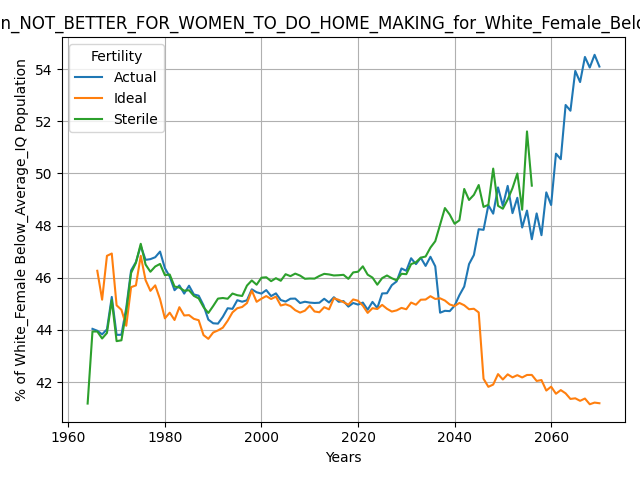 n_NOT_BETTER_FOR_WOMEN_TO_DO_HOME_MAKING_for_White_Female_Belo
Fertility
Actual
Ideal
Sterile
% of White_Female Below_Average_IQ Population
54
52
50
48
46
44
42
1960
1980
2000
2020
2040
2060
Years